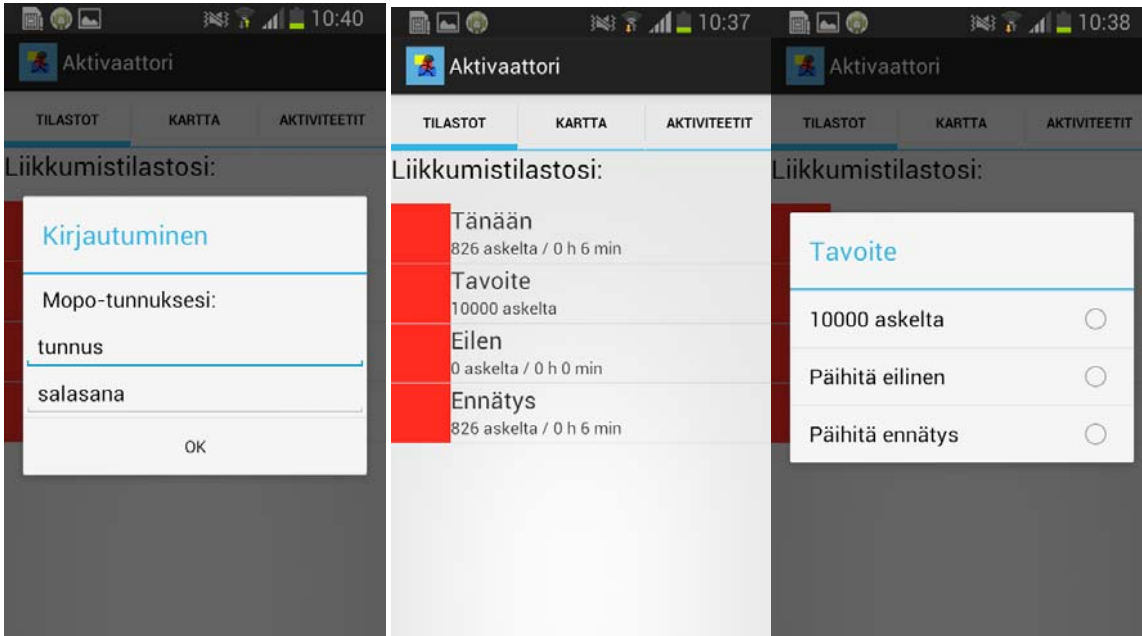 10:40
Aktivaattori
TILASTOT KARTTA AKTIVITEETIT
Liikkumistilastosi:
Kirjautuminen
Mopo-tunnuksesi:
tunnus
salasana
OK
10:37
Aktivaattori
TILASTOT KARTTA AKTIVITEETIT
Liikkumistilastosi:
Tänään
826 askelta / 0 h 6 min
Tavoite
10000 askelta
Eilen
0 askelta / 0 h 0 min
Ennätys
826 askelta / 0 h 6 min
10:38
Aktivaattori
TILASTOT KARTTA AKTIVITEETIT
Liikkumistilastosi:
Tavoite
10000 askelta
Päihitä eilinen
Päihitä ennätys